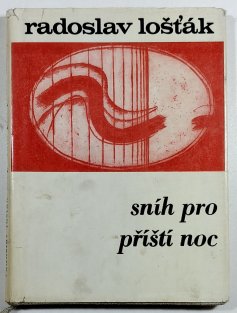 radoslav lošťák
sníh pro
příští noc